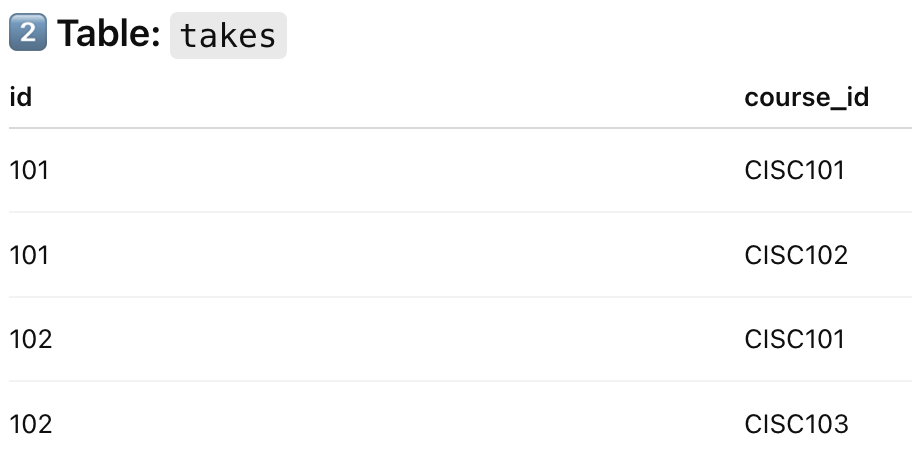 2 Table: takes
id course_id
101 CISC101
101 CISC102
102 CISC101
102 CISC103